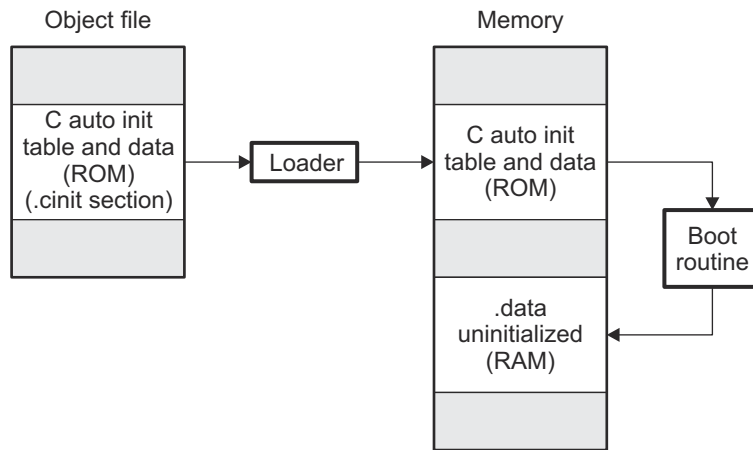 Object file
Memory
C auto init
table and data
(ROM)
(.cinit section)
Loader
C auto init
table and data
(ROM)
Boot
routine
.data
uninitialized
(RAM)